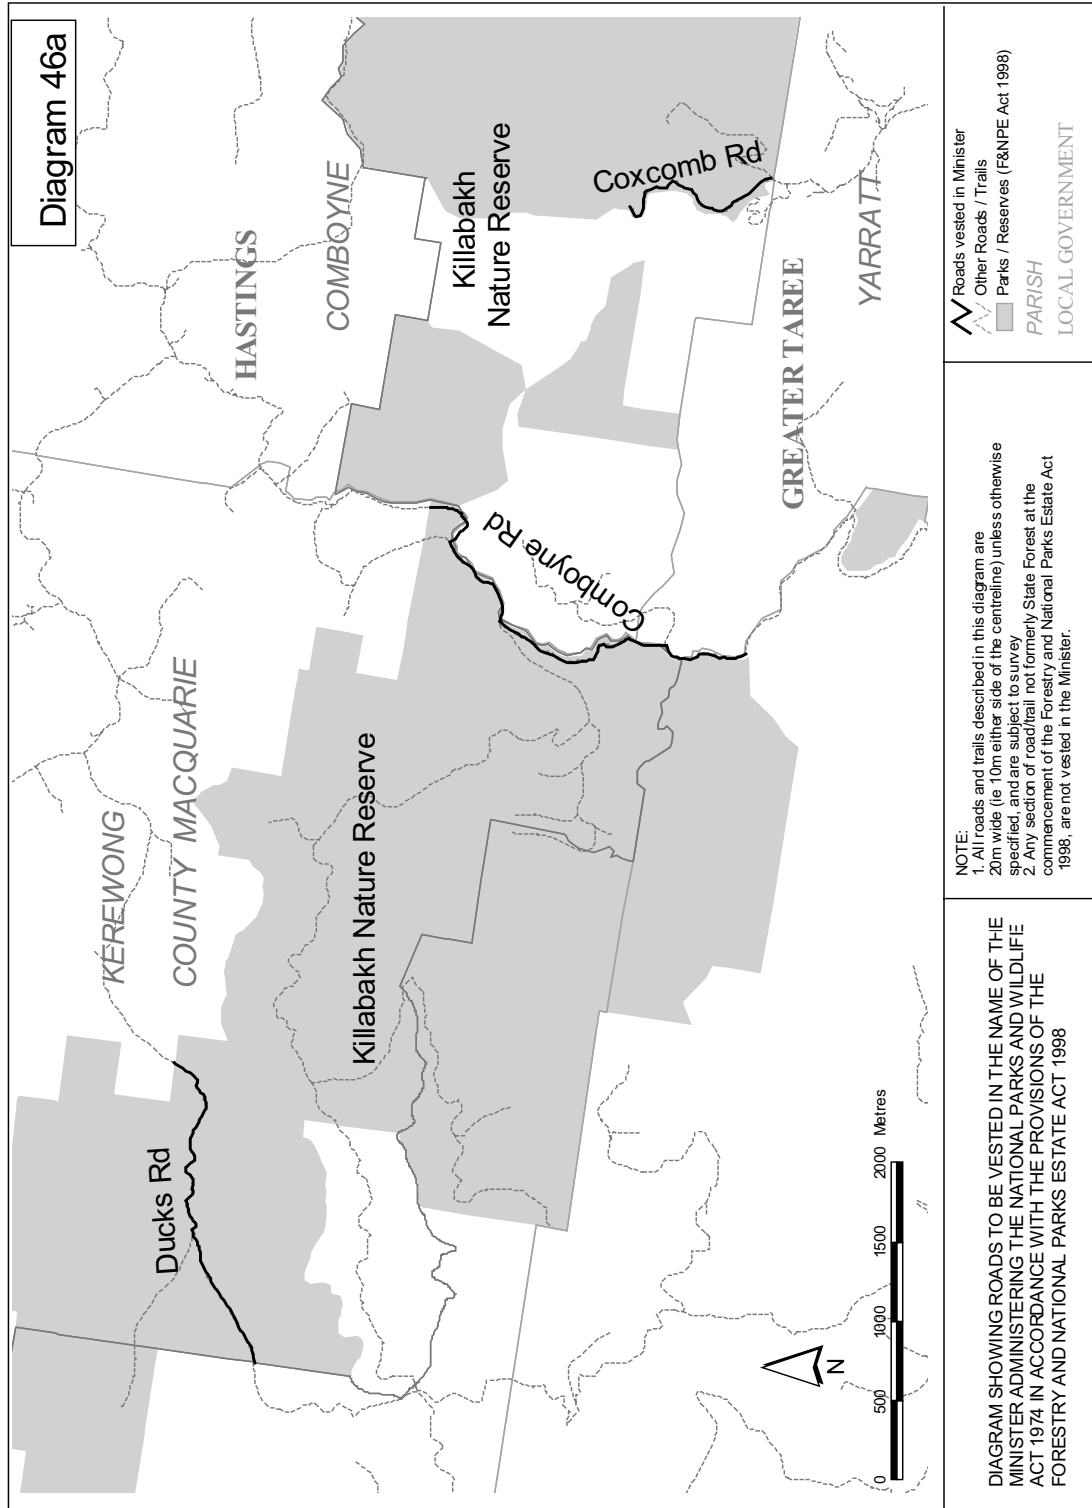 Diagram 46a
HASTINGS
COMBOYNE
KEREWONG
COUNTY MACQUARIE
Killabakh
Nature Reserve
Coxcomb Rd
Ducks Rd
Killabakh Nature Reserve
Comboyne Rd
GREATER TAREE
YARRATT
N
0 500 1000 1500 2000 Metres
DIAGRAM SHOWING ROADS TO BE VESTED IN THE NAME OF THE
MINISTER ADMINISTERING THE NATIONAL PARKS AND WILDLIFE
ACT 1974 IN ACCORDANCE WITH THE PROVISIONS OF THE
FORESTRY AND NATIONAL PARKS ESTATE ACT 1998
NOTE:
1. All roads and trails described in this diagram are
20m wide (ie 10m either side of the centreline) unless otherwise
specified, and are subject to survey
2. Any section of road/trail not formerly State Forest at the
commencement of the Forestry and National Parks Estate Act
1998, are not vested in the Minister.
Roads vested in Minister
Other Roads / Trails
Parks / Reserves (F&NPE Act 1998)
PARISH
LOCAL GOVERNMENT